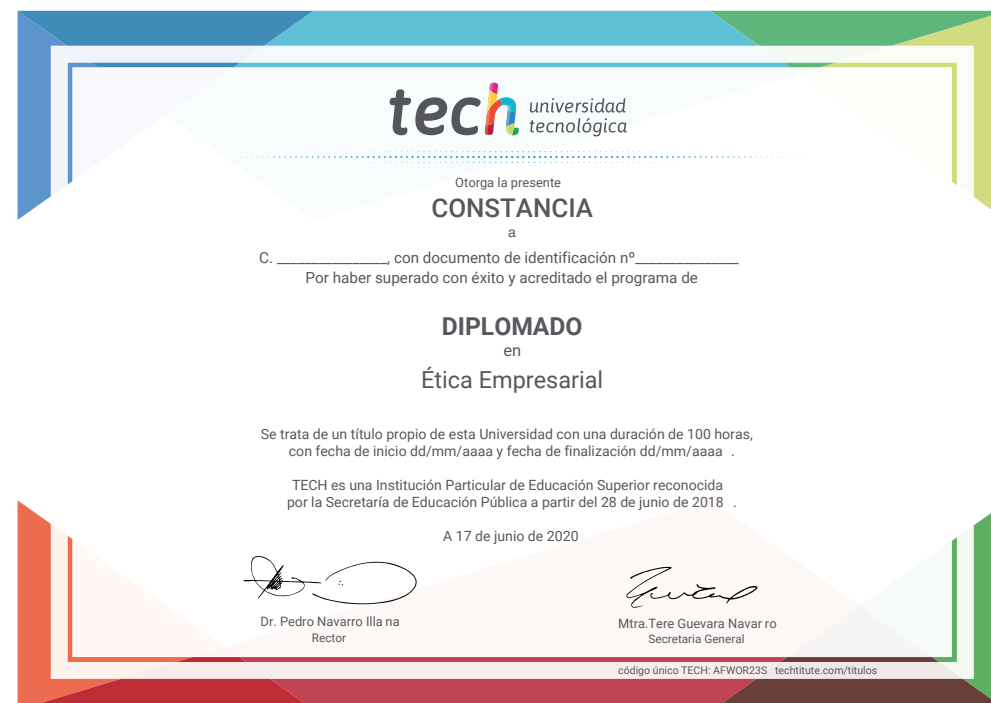 tech universidad
tecnológica
Otorga la presente
CONSTANCIA
a
C. ________________, con documento de identificación nº_______________
Por haber superado con éxito y acreditado el programa de
DIPLOMADO
en
Ética Empresarial
Se trata de un título propio de esta Universidad con una duración de 100 horas,
con fecha de inicio dd/mm/aaaa y fecha de finalización dd/mm/aaaa .
TECH es una Institución Particular de Educación Superior reconocida
por la Secretaría de Educación Pública a partir del 28 de junio de 2018 .
A 17 de junio de 2020
Dr. Pedro Navarro Illa na
Rector
Mtra.Tere Guevara Navar ro
Secretaria General
código único TECH: AFWOR23S techtitute.com/titulos